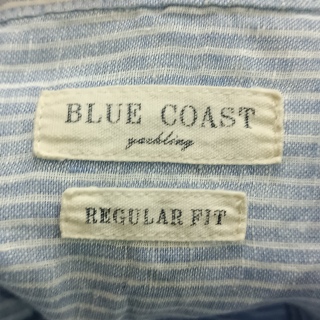 BLUE COAST
yachting
REGULAR FIT